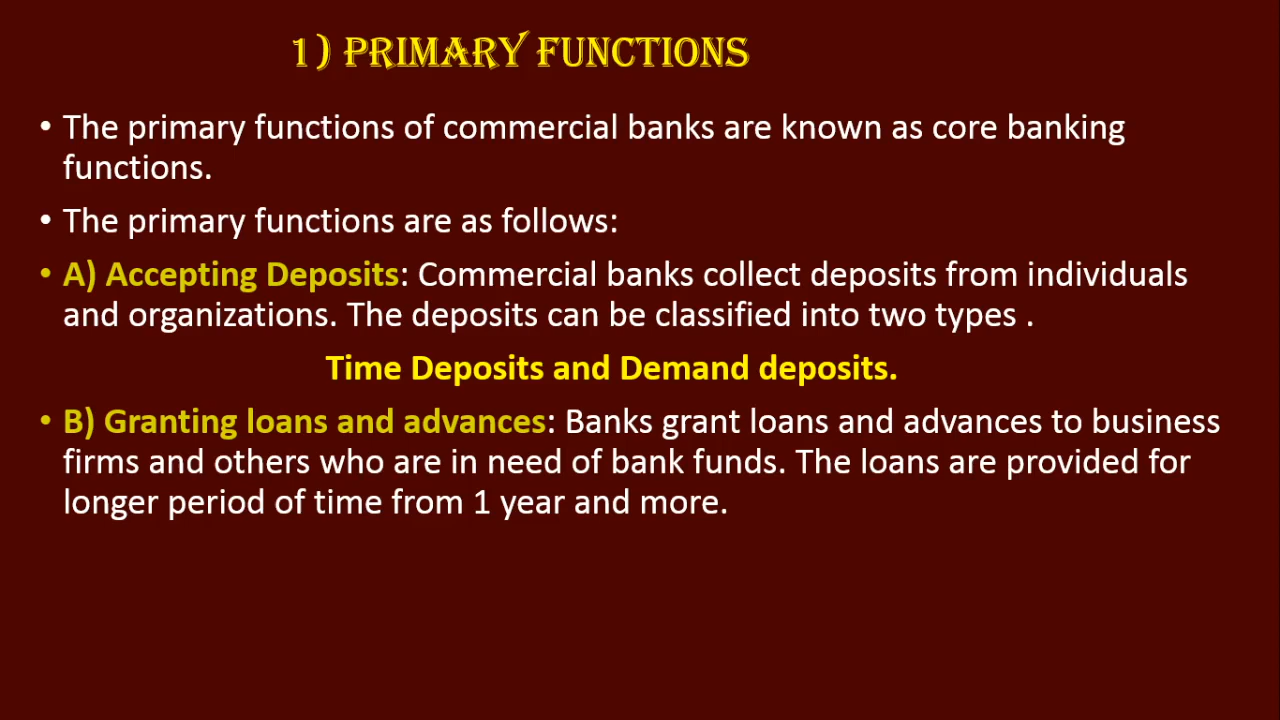 1) PRIMARY FUNCTIONS
• The primary functions of commercial banks are known as core banking
functions.
• The primary functions are as follows:
• A) Accepting Deposits: Commercial banks collect deposits from individuals
and organizations. The deposits can be classified into two types .
Time Deposits and Demand deposits.
• B) Granting loans and advances: Banks grant loans and advances to business
firms and others who are in need of bank funds. The loans are provided for
longer period of time from 1 year and more.